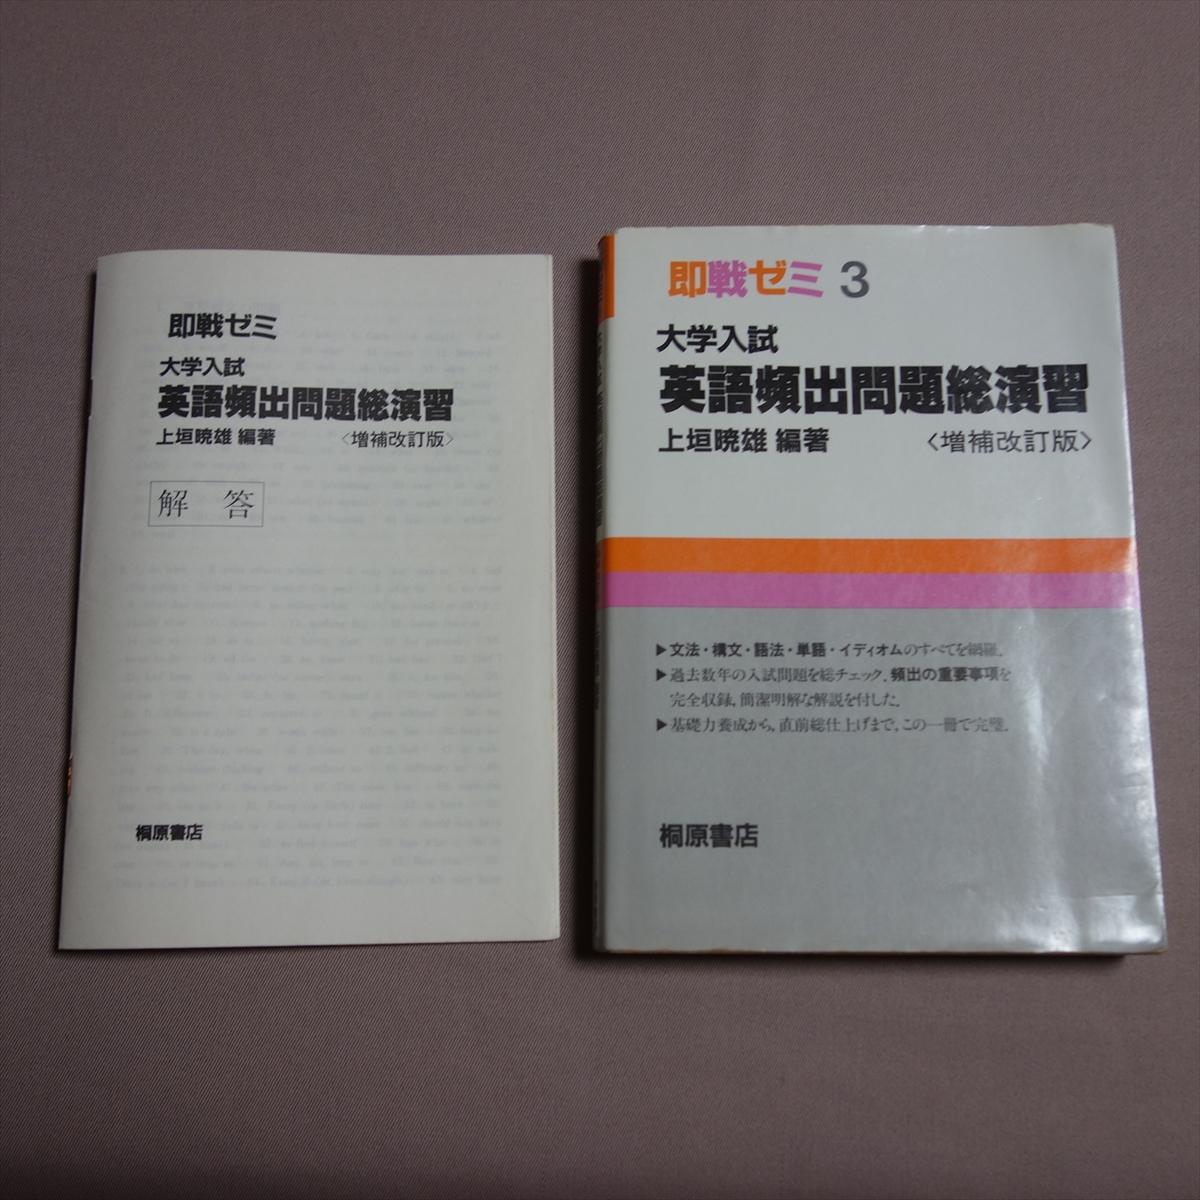 即戦ゼミ
大学入試
英語頻出問題総演習
上垣暁雄 編著 〈増補改訂版〉
解 答
桐原書店
即戦ゼミ 3
大学入試
英語頻出問題総演習
上垣暁雄 編著 〈増補改訂版〉
▶文法・構文・語法・単語・イディオムのすべてを網羅.
▶過去数年の入試問題を総チェック. 頻出の重要事項を
完全収録, 簡潔明解な解説を付した.
▶基礎力養成から, 直前総仕上げまで, この一冊で完璧.
桐原書店